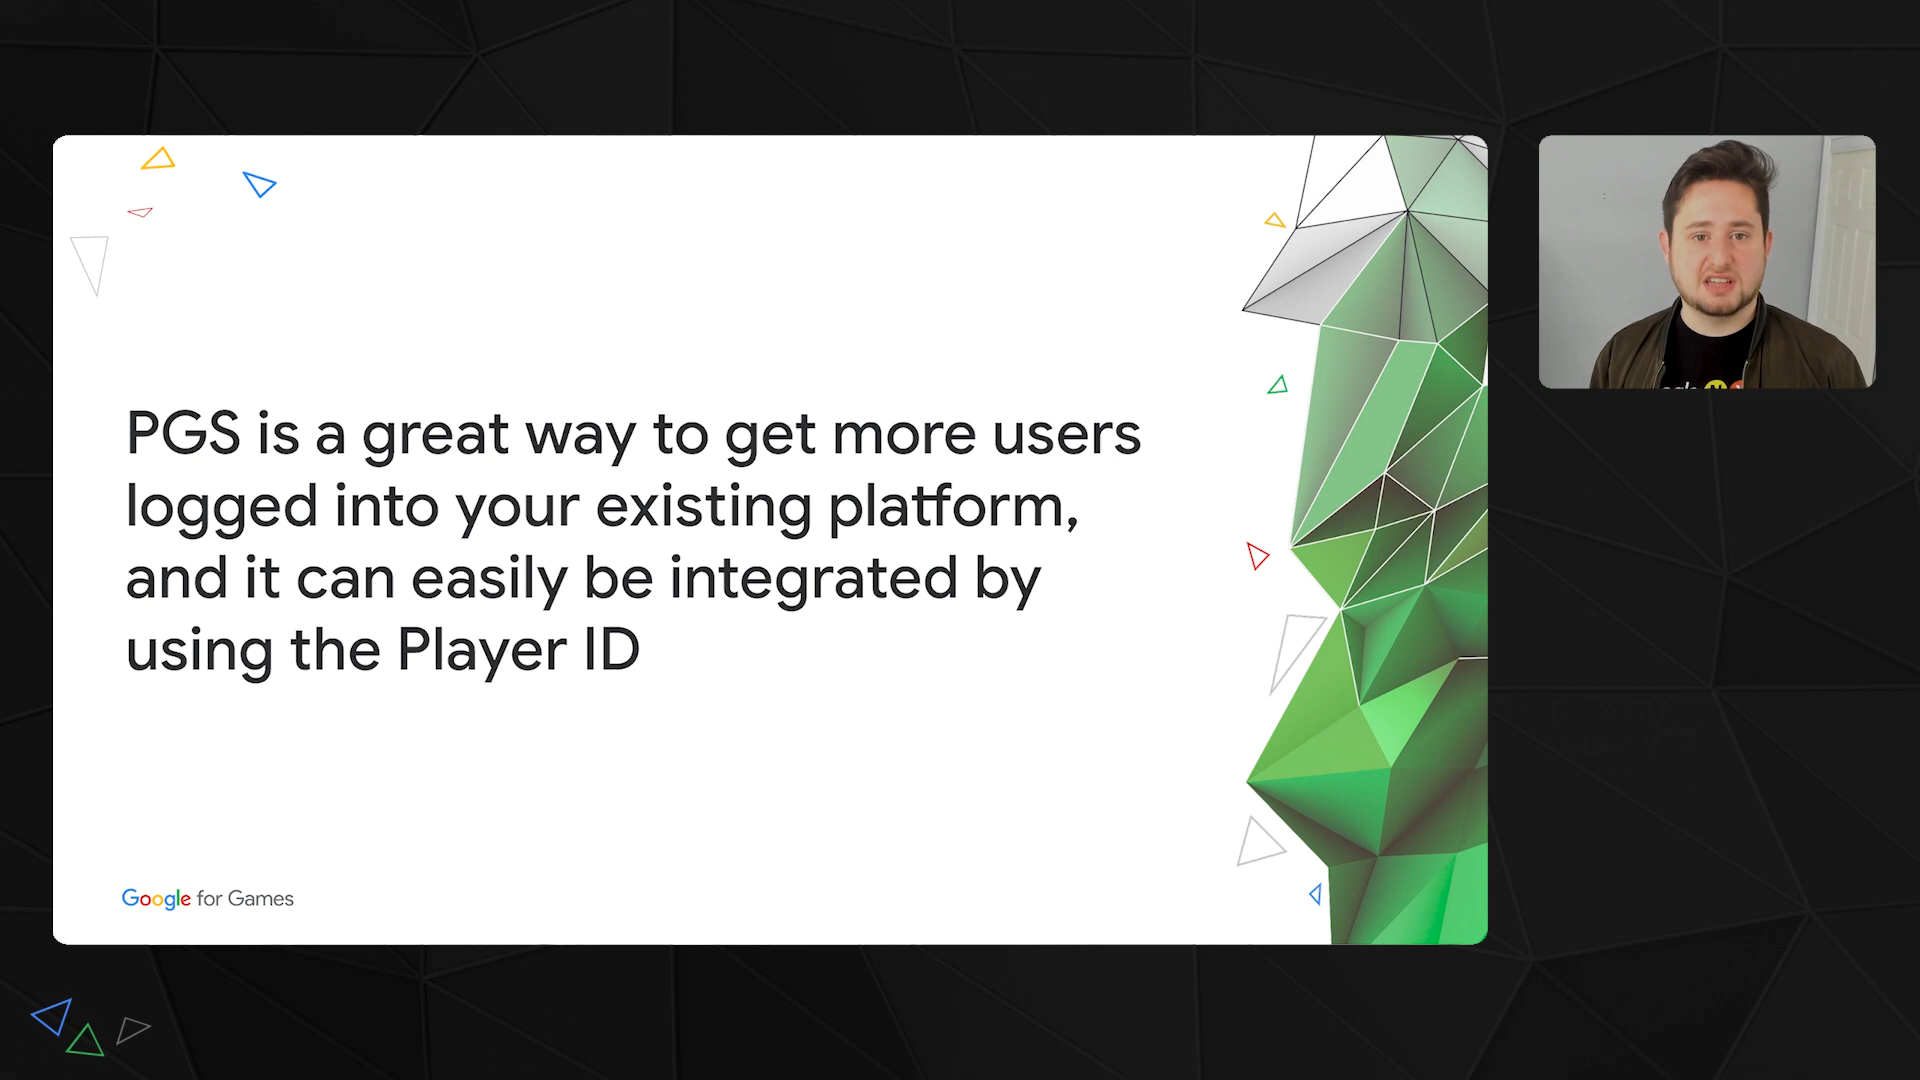 PGS is a great way to get more users
logged into your existing platform,
and it can easily be integrated by
using the Player ID
Google for Games